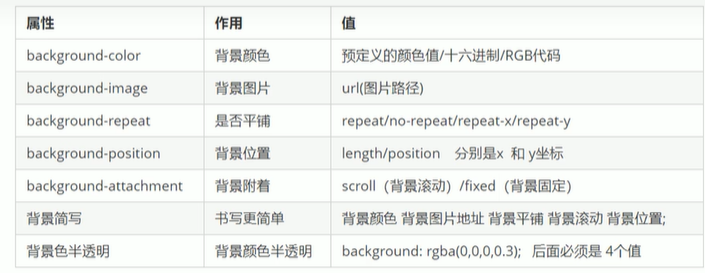 属性 作用 值
background-color 背景颜色 预定义的颜色值/十六进制/RGB代码
background-image 背景图片 url(图片路径)
background-repeat 是否平铺 repeat/no-repeat/repeat-x/repeat-y
background-position 背景位置 length/position 分别是x 和 y坐标
background-attachment 背景附着 scroll（背景滚动）/fixed（背景固定）
背景简写 书写更简单 背景颜色 背景图片地址 背景平铺 背景滚动 背景位置;
背景色半透明 背景颜色半透明 background: rgba(0,0,0,0.3); 后面必须是 4个值